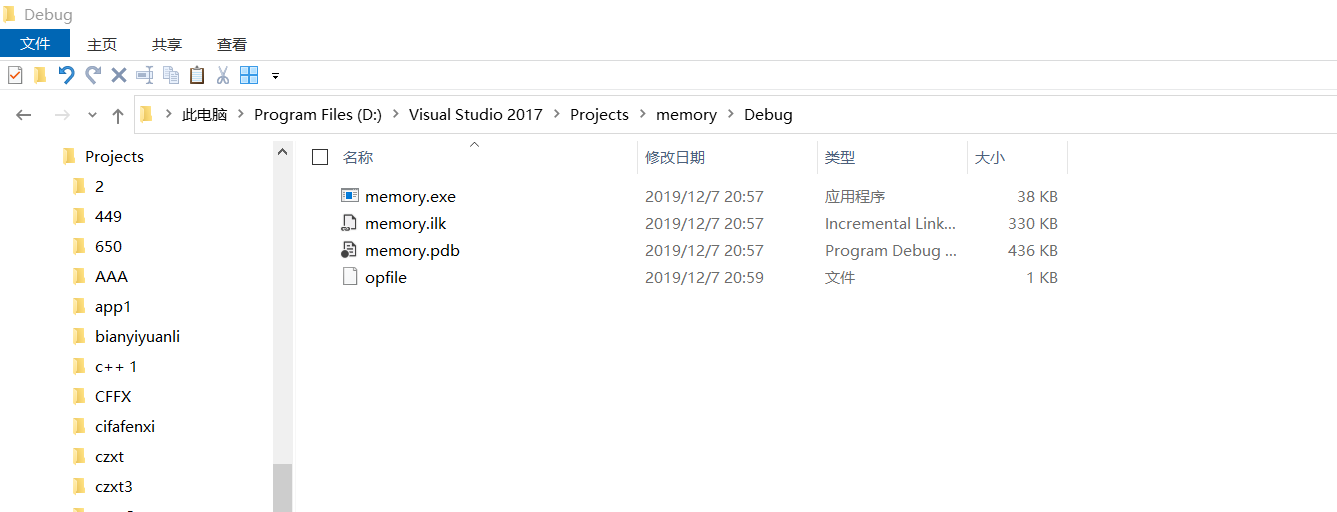 Debug
文件 主页 共享 查看
此电脑 Program Files (D:) Visual Studio 2017 Projects memory Debug
Projects
2
449
650
AAA
app1
bianyiyuanli
c++ 1
CFFX
cifafenxi
czxt
czxt3
名称 修改日期 类型 大小
memory.exe 2019/12/7 20:57 应用程序 38 KB
memory.ilk 2019/12/7 20:57 Incremental Link... 330 KB
memory.pdb 2019/12/7 20:57 Program Debug ... 436 KB
opfile 2019/12/7 20:59 文件 1 KB